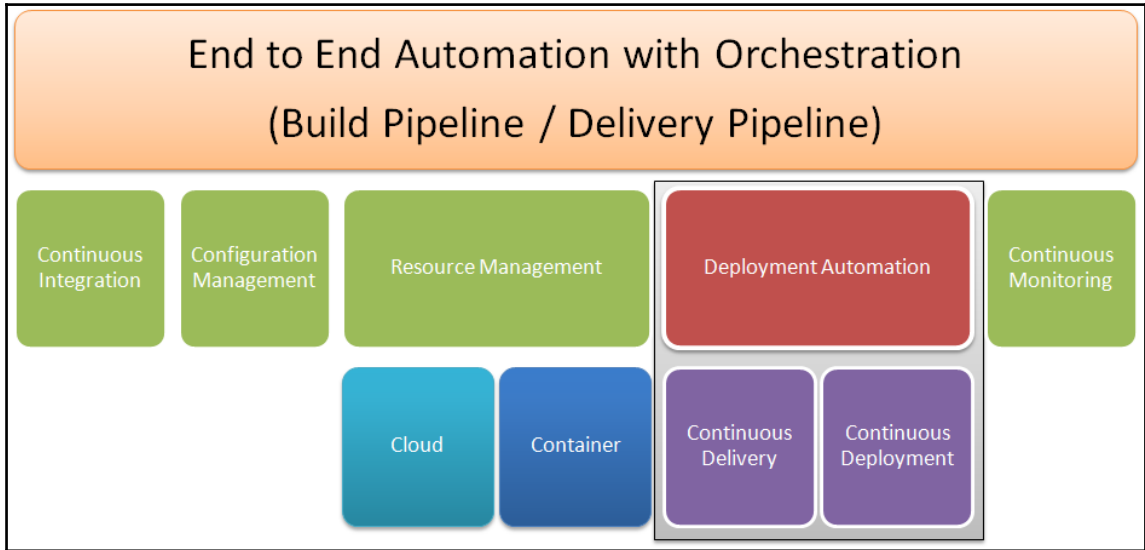 End to End Automation with Orchestration
(Build Pipeline / Delivery Pipeline)
Continuous
Integration
Configuration
Management
Resource Management
Deployment Automation
Continuous
Monitoring
Cloud
Container
Continuous
Delivery
Continuous
Deployment